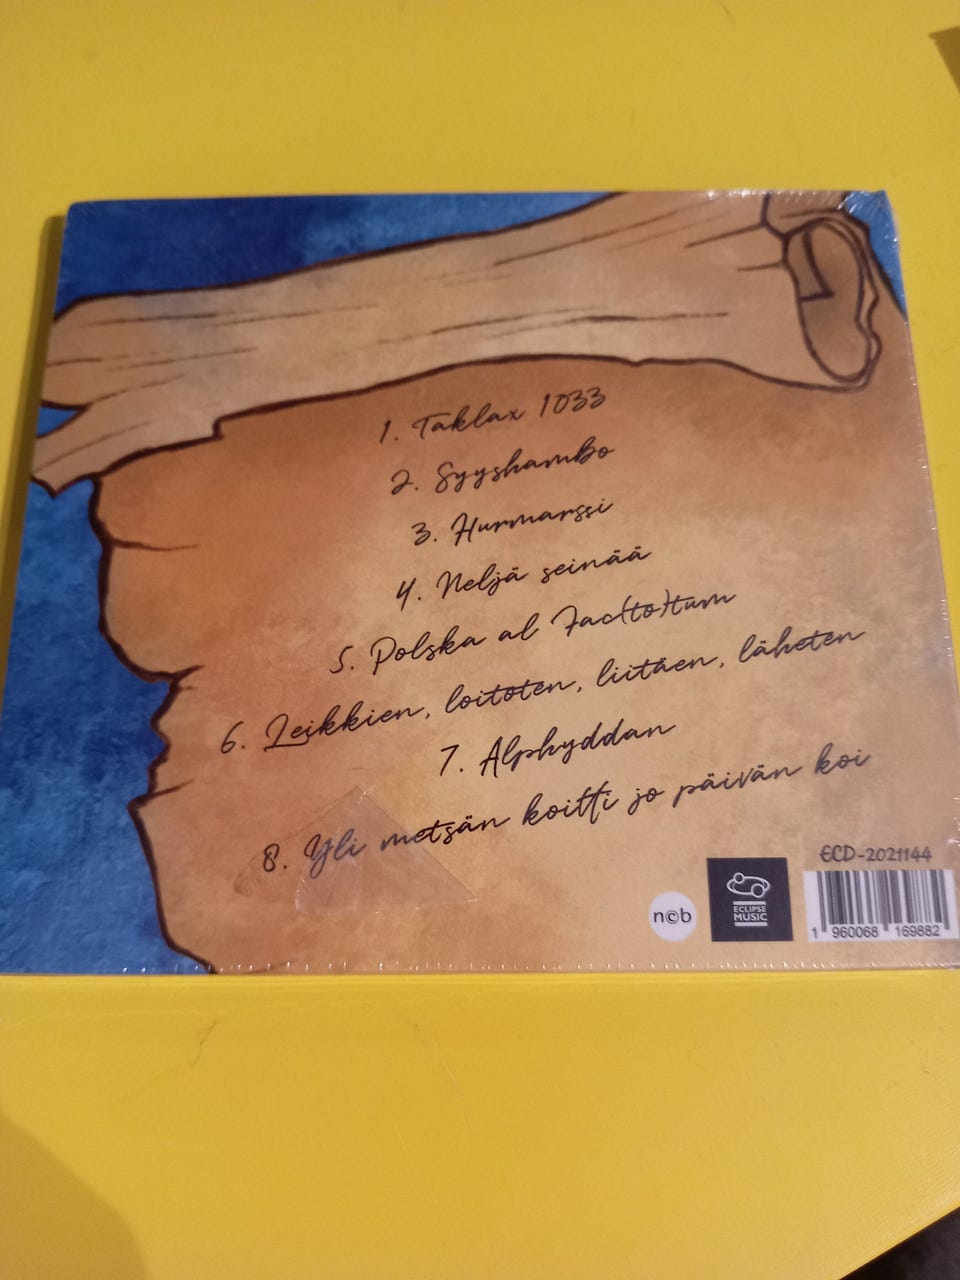 1. Taklax 1033
2. Syyshambo
3. Hurmarssi
4. Neljä seinää
5. Polska al Fac(to)tum
6. Leikkien, loitoten, liitäen, läheten
7. Alphyddan
8. Yli metsän koitti jo päivän koi
ECD-2021144
n©b
ECLIPSE
MUSIC
1 960068 169882